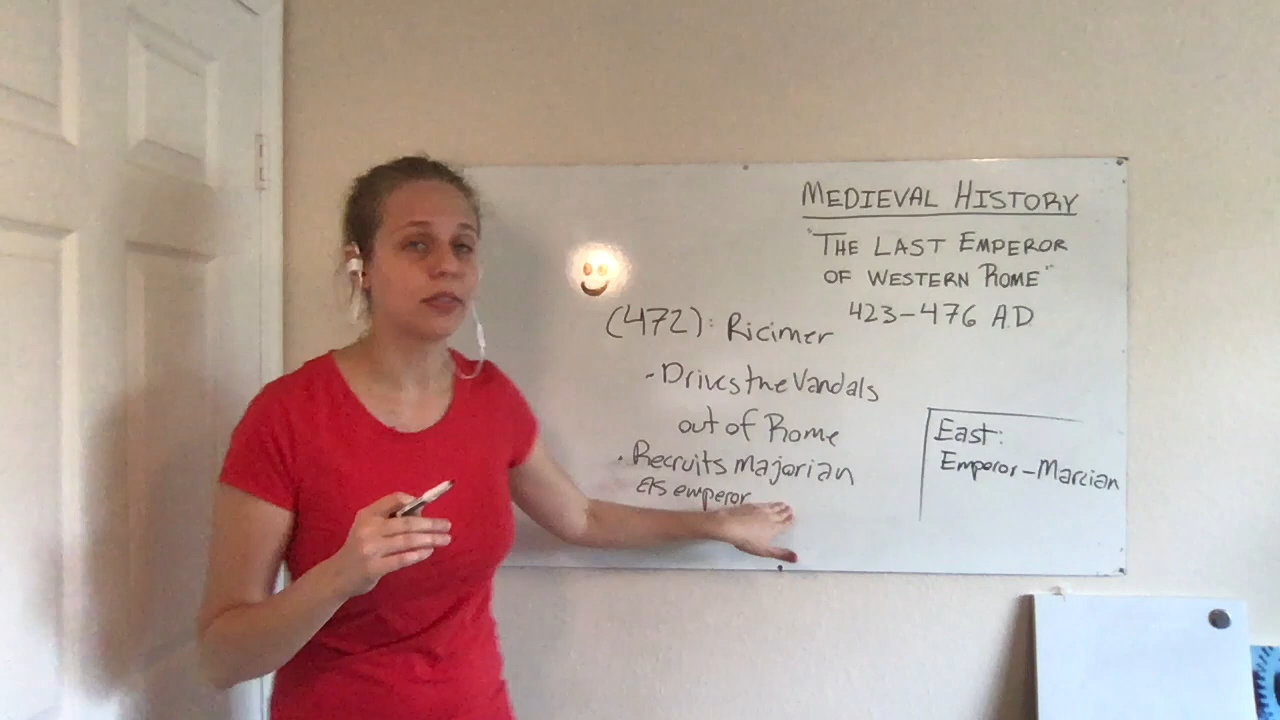 MEDIEVAL HISTORY
"THE LAST EMPEROR
OF WESTERN ROME"
423-476 AD
(472): Ricimer
- Drives the Vandals
out of Rome
· Recruits majorian
as emperor
East:
Emperor-Marcian